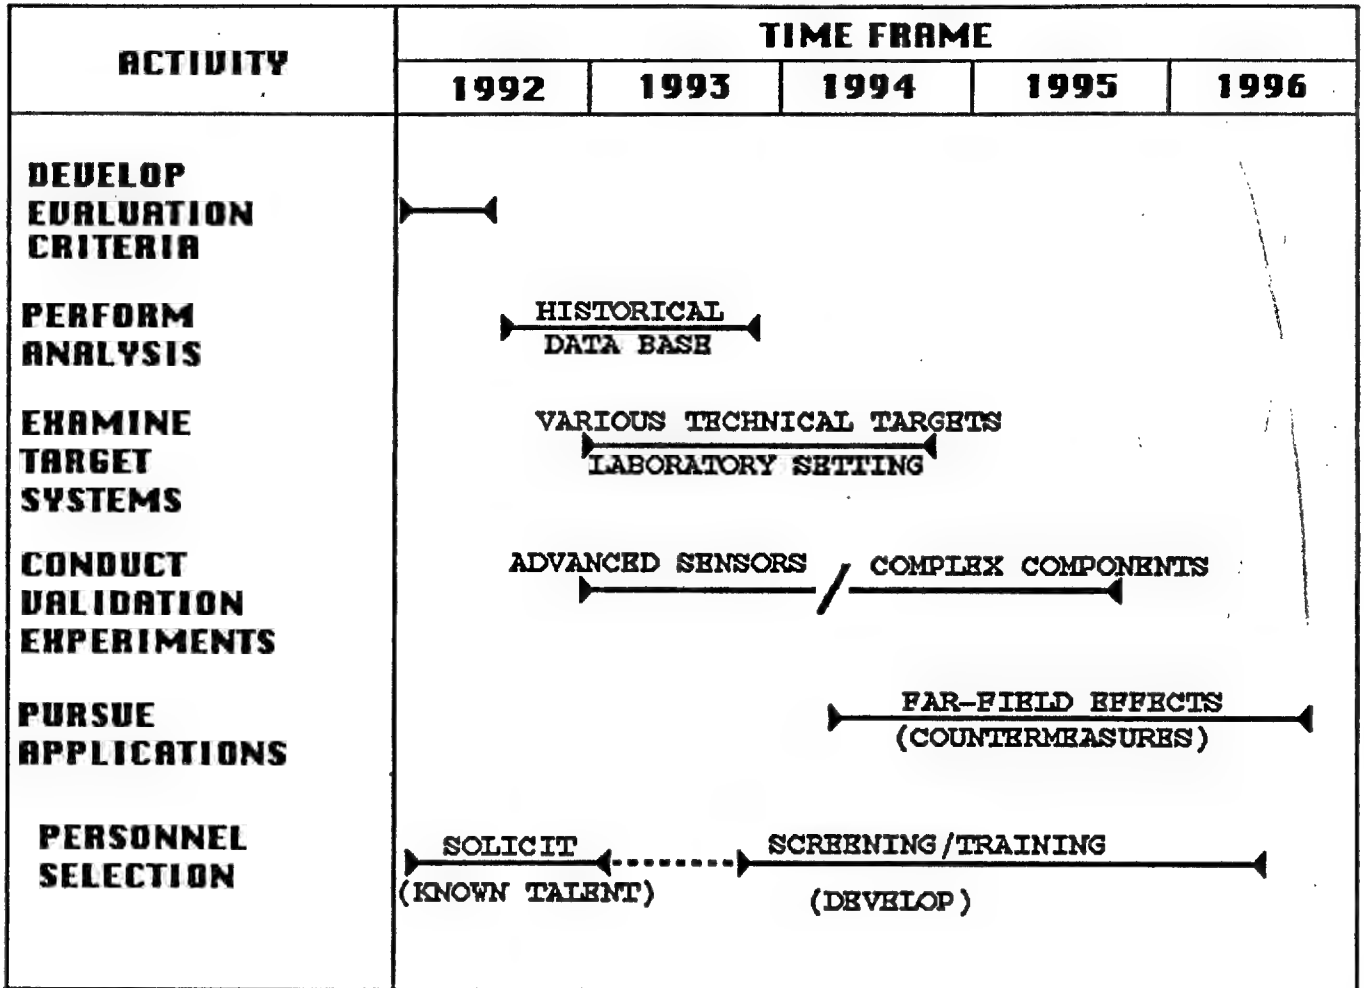 ACTIVITY
TIME FRAME
1992 1993 1994 1995 1996
DEVELOP
EVALUATION
CRITERIA
PERFORM
ANALYSIS
HISTORICAL
DATA BASE
EXAMINE
TARGET
SYSTEMS
VARIOUS TECHNICAL TARGETS
LABORATORY SETTING
CONDUCT
VALIDATION
EXPERIMENTS
ADVANCED SENSORS / COMPLEX COMPONENTS
PURSUE
APPLICATIONS
FAR-FIELD EFFECTS
(COUNTERMEASURES)
PERSONNEL
SELECTION
SOLICIT
(KNOWN TALENT)
SCREENING/TRAINING
(DEVELOP)